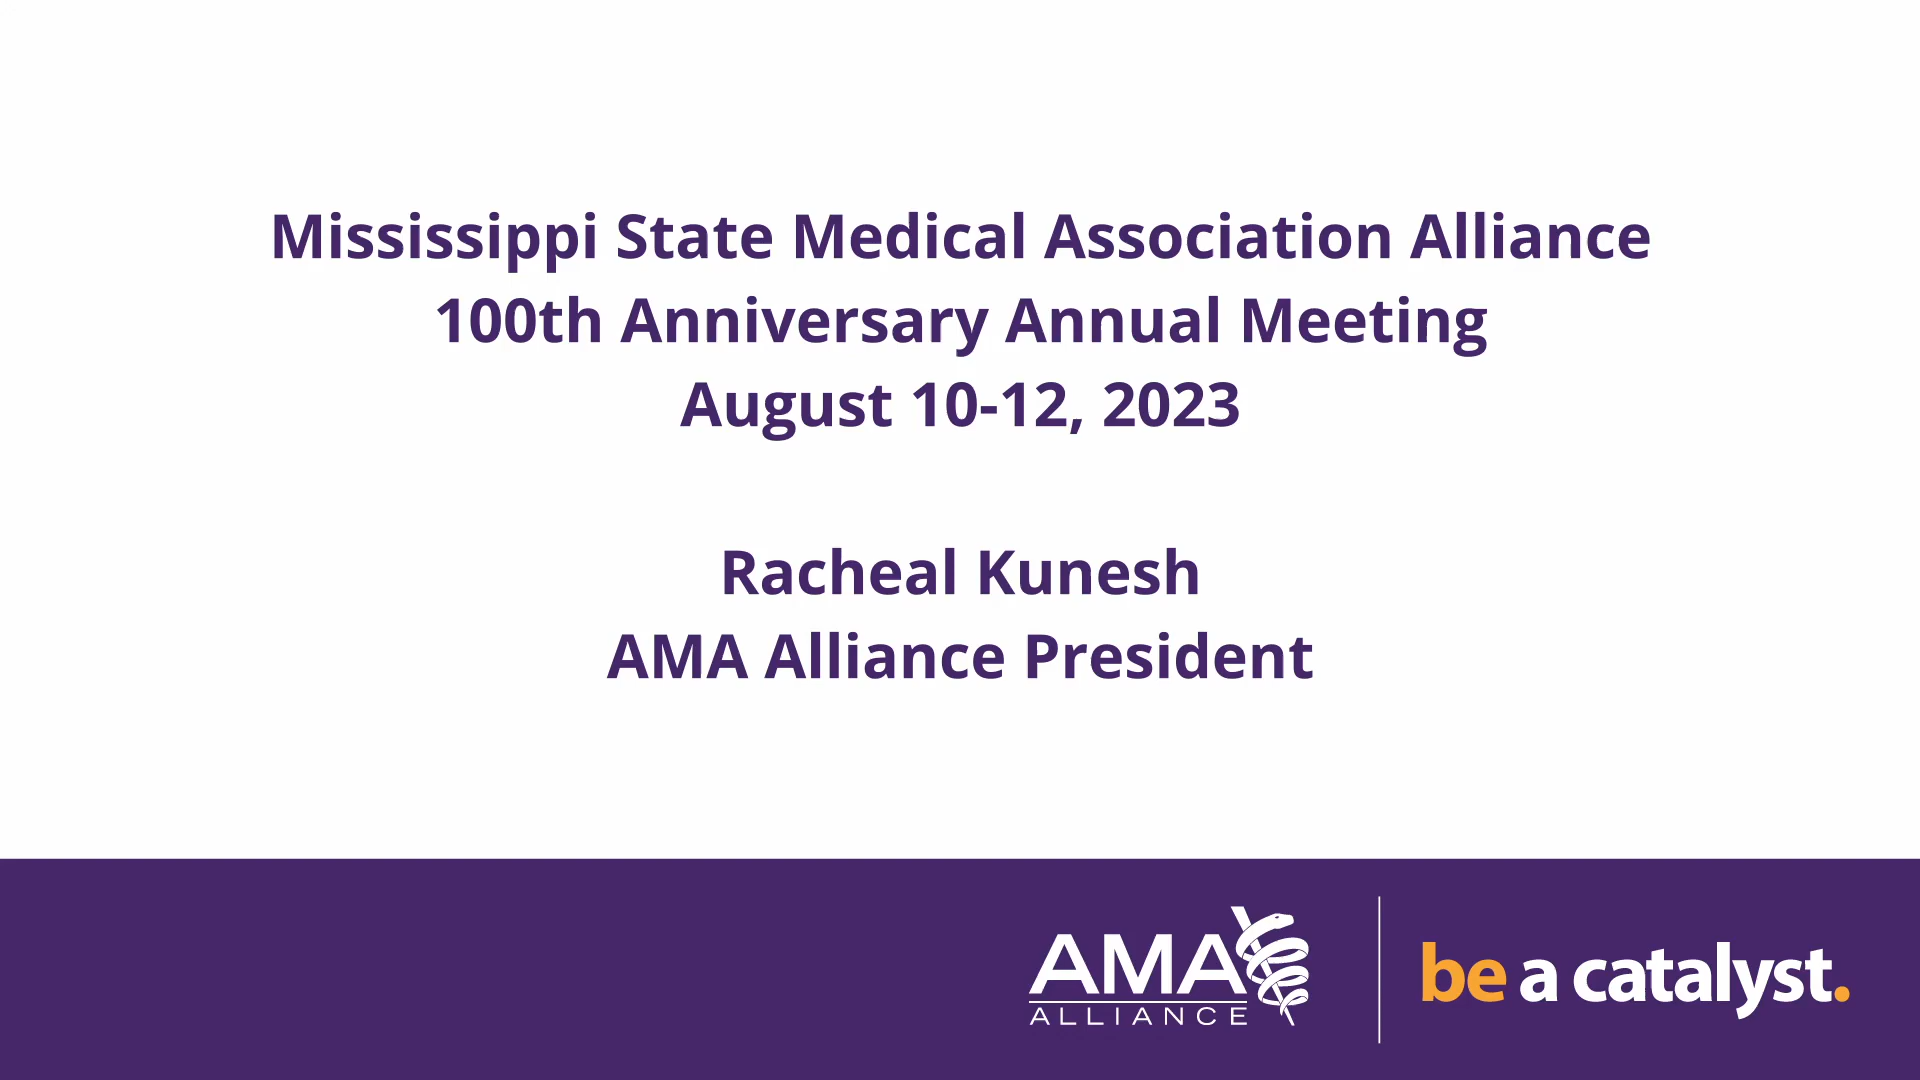 Mississippi State Medical Association Alliance
100th Anniversary Annual Meeting
August 10-12, 2023
Racheal Kunesh
AMA Alliance President
AMA
ALLIANCE
be a catalyst.